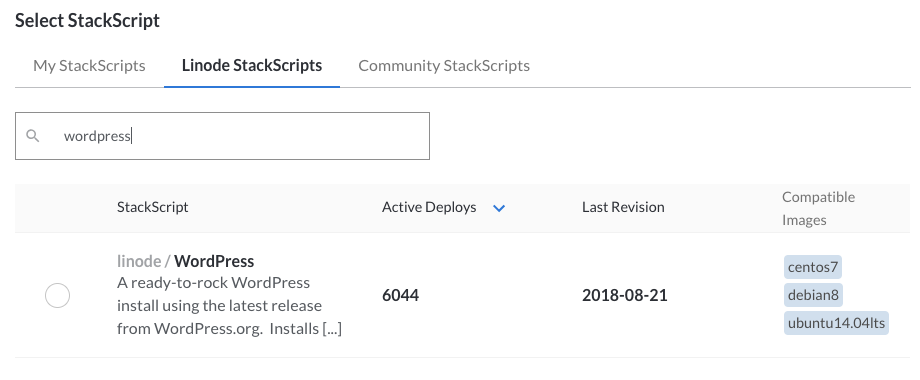 Select StackScript
My StackScripts Linode StackScripts Community StackScripts
wordpress
StackScript Active Deploys Last Revision Compatible Images
linode / WordPress
A ready-to-rock WordPress
install using the latest release
from WordPress.org. Installs [...]
6044
2018-08-21
centos7
debian8
ubuntu14.04lts